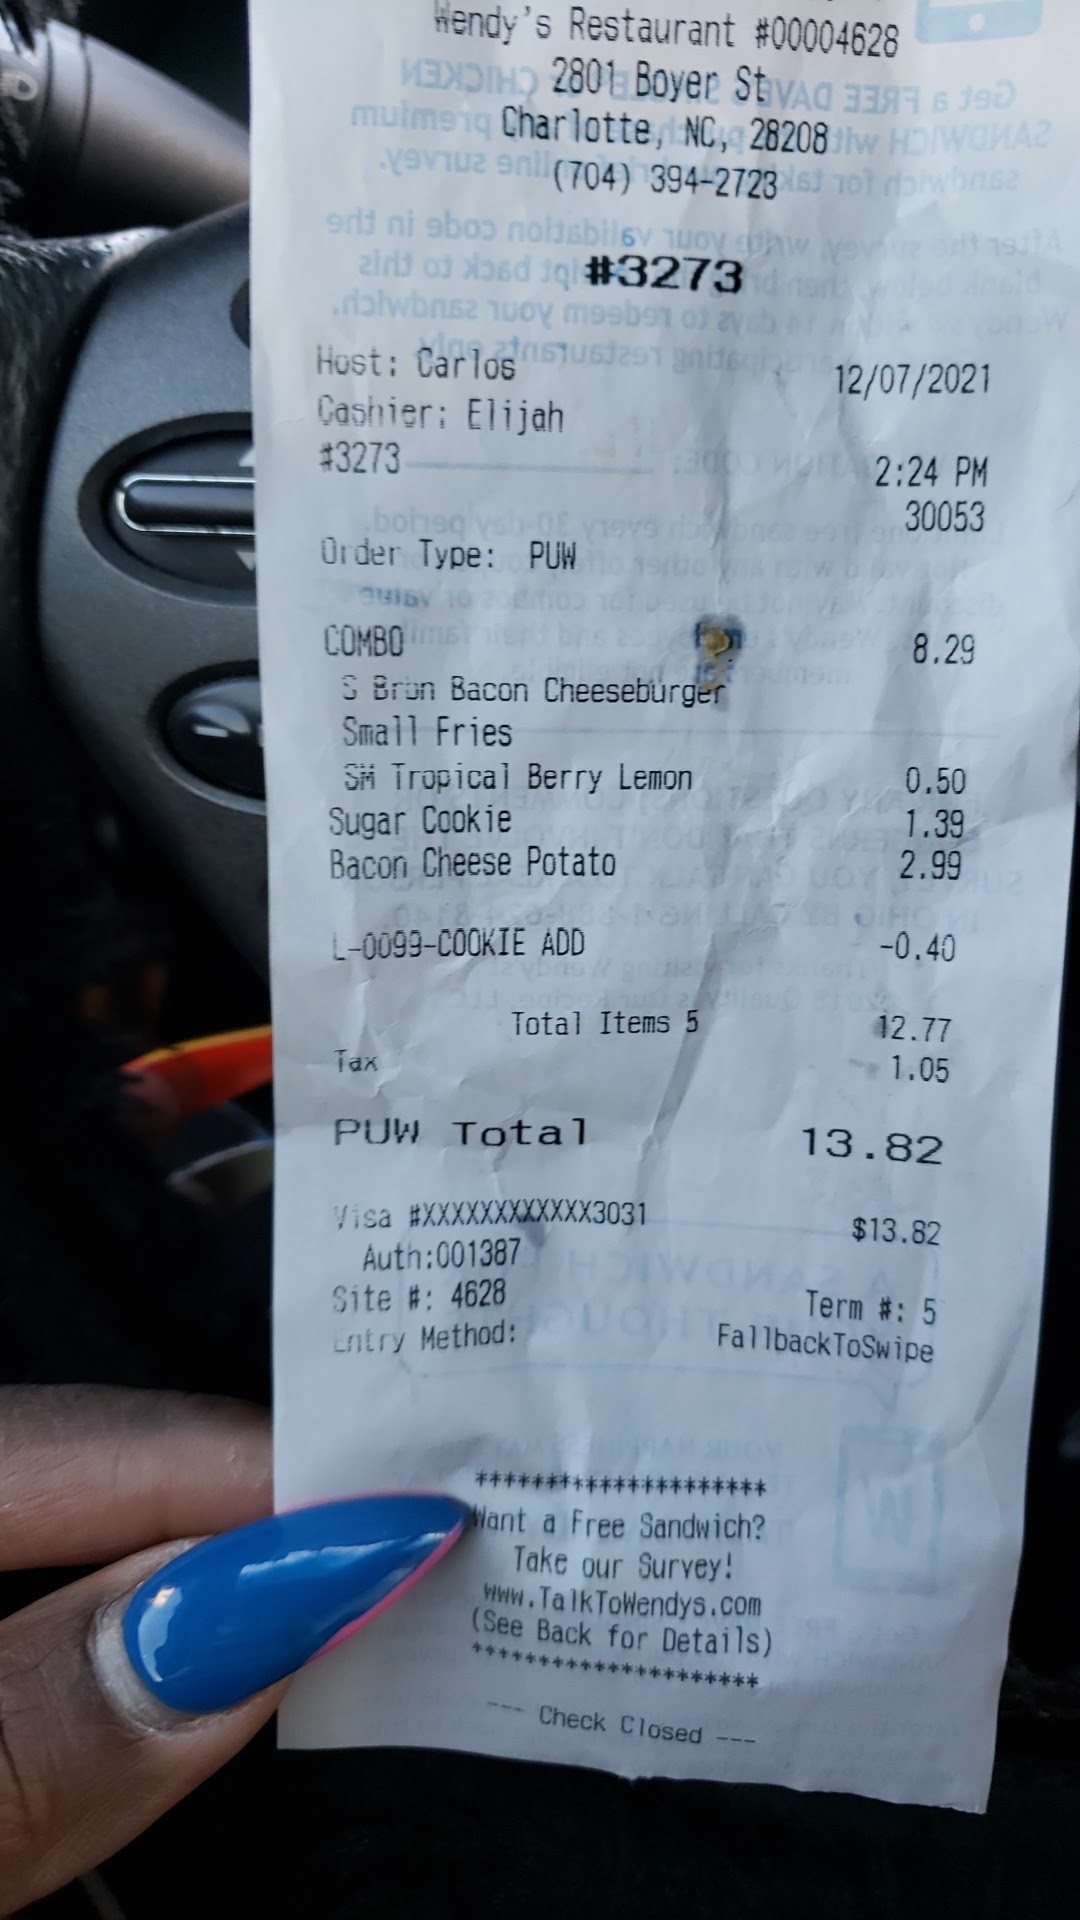 Wendy's Restaurant #00004628
2801 Boyer St
Charlotte, NC, 28208
(704) 394-2723
#3273
Host: Carlos 12/07/2021
Cashier: Elijah
#3273 2:24 PM
30053
Order Type: PUW
COMBO 8.29
S Brün Bacon Cheeseburger
Small Fries
SM Tropical Berry Lemon 0.50
Sugar Cookie 1.39
Bacon Cheese Potato 2.99
L-0099-COOKIE ADD -0.40
Total Items 5 12.77
Tax 1.05
PUW Total 13.82
Visa #XXXXXXXXXXXX3031 $13.82
Auth:001387
Site #: 4628 Term #: 5
Entry Method: FallbackToSwipe
*********************
Want a Free Sandwich?
Take our Survey!
www.TalkToWendys.com
(See Back for Details)
*********************
--- Check Closed ---